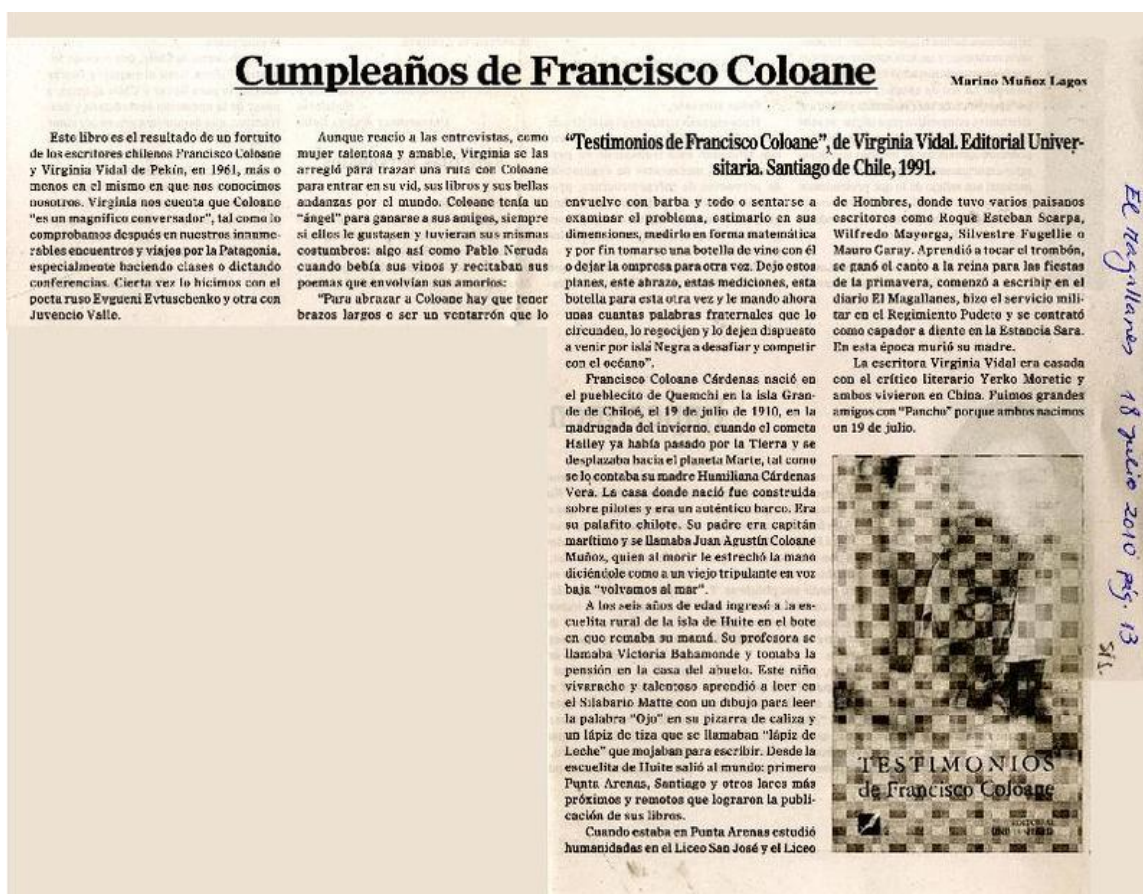 Cumpleaños de Francisco Coloane
Marino Muñoz Lagos
Este libro es el resultado de un fortuito
de los escritores chilenos Francisco Coloane
y Virginia Vidal de Pekín, en 1961, más o
menos en el mismo en que nos conocimos
nosotros. Virginia nos cuenta que Coloane
"es un magnífico conversador", tal como lo
comprobamos después en nuestros innume-
rables encuentros y viajes por la Patagonia,
especialmente haciendo clases o dictando
conferencias. Cierta vez lo hicimos con el
poeta ruso Evgueni Evtuschenko y otra con
Juvencio Valle.
Aunque reacio a las entrevistas, como
mujer talentosa y amable, Virginia se las
arregló para trazar una ruta con Coloane
para entrar en su vid, sus libros y sus bellas
andanzas por el mundo. Coloane tenía un
"ángel" para ganarse a sus amigos, siempre
si ellos le gustasen y tuvieran sus mismas
costumbres: algo así como Pablo Neruda
cuando bebía sus vinos y recitaban sus
poemas que envolvían sus amoríos:
"Para abrazar a Coloane hay que tener
brazos largos o ser un ventarrón que lo
"Testimonios de Francisco Coloane", de Virginia Vidal. Editorial Univer-
sitaria. Santiago de Chile, 1991.
envuelve con barba y todo o sentarse a
examinar el problema, estimarlo en sus
dimensiones, medirlo en forma matemática
y por fin tomarse una botella de vino con él
o dejar la empresa para otra vez. Dejo estos
planes, este abrazo, estas mediciones, esta
botella para esta otra vez y le mando ahora
unas cuantas palabras fraternales que lo
circunden, lo regocijen y lo dejen dispuesto
a venir por isla Negra a desafiar y competir
con el océano".
Francisco Coloane Cárdenas nació en
el pueblecito de Quemchi en la isla Gran-
de de Chiloé, el 19 de julio de 1910, en la
madrugada del invierno, cuando el cometa
Halley ya había pasado por la Tierra y se
desplazaba hacia el planeta Marte, tal como
se lo contaba su madre Humiliana Cárdenas
Vera. La casa donde nació fue construida
sobre pilotes y era un auténtico barco. Era
su palafito chilote. Su padre era capitán
marítimo y se llamaba Juan Agustín Coloane
Muñoz, quien al morir le estrechó la mano
diciéndole como a un viejo tripulante en voz
baja "volvamos al mar".
A los seis años de edad ingresó a la es-
cuelita rural de la isla de Huite en el bote
en que remaba su mamá. Su profesora se
llamaba Victoria Bahamonde y tomaba la
pensión en la casa del abuelo. Este niño
vivaracho y talentoso aprendió a leer en
el Silabario Matte con un dibujo para leer
la palabra "Ojo" en su pizarra de caliza y
un lápiz de tiza que se llamaban "lápiz de
Leche" que mojaban para escribir. Desde la
escuelita de Huite salió al mundo: primero
Punta Arenas, Santiago y otros lares más
próximos y remotos que lograron la publi-
cación de sus libros.
Cuando estaba en Punta Arenas estudió
humanidades en el Liceo San José y el Liceo
de Hombres, donde tuvo varios paisanos
escritores como Roque Esteban Scarpa,
Wilfredo Mayorga, Silvestre Fugellie o
Mauro Garay. Aprendió a tocar el trombón,
se ganó el canto a la reina para las fiestas
de la primavera, comenzó a escribir en el
diario El Magallanes, hizo el servicio mili-
tar en el Regimiento Pudeto y se contrató
como capador a diente en la Estancia Sara.
En esta época murió su madre.
La escritora Virginia Vidal era casada
con el crítico literario Yerko Moretic y
ambos vivieron en China. Fuimos grandes
amigos con "Pancho" porque ambos nacimos
un 19 de julio.
TESTIMONIOS
de Francisco Coloane
EDITORIAL
El Magallanes 18 julio 2010 pág. 13